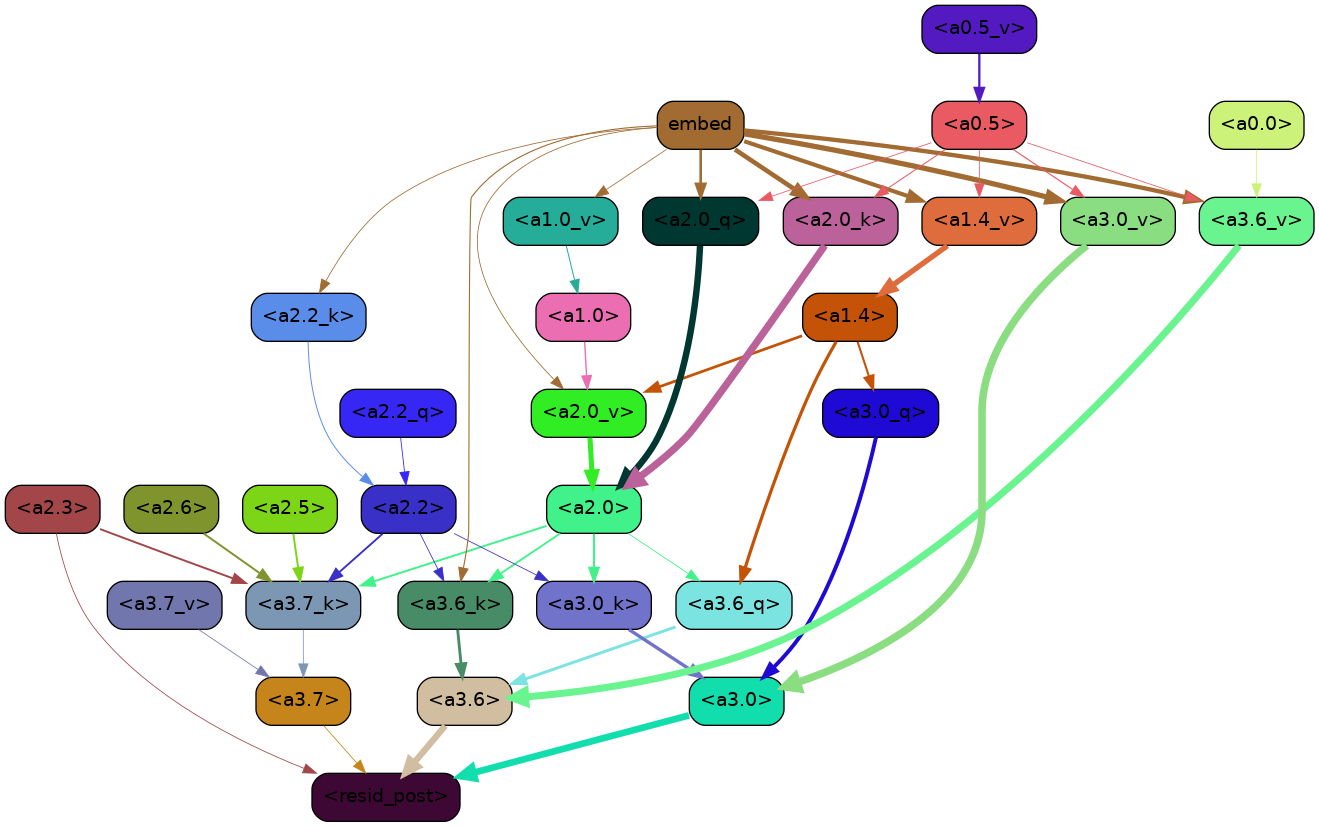 <a0.5_v>
embed
<a0.5>
<a0.0>
<a1.0_v>
<a2.0_q>
<a2.0_k>
<a1.4_v>
<a3.0_v>
<a3.6_v>
<a2.2_k>
<a1.0>
<a1.4>
<a2.2_q>
<a2.0_v>
<a3.0_q>
<a2.3>
<a2.6>
<a2.5>
<a2.2>
<a2.0>
<a3.7_v>
<a3.7_k>
<a3.6_k>
<a3.0_k>
<a3.6_q>
<a3.7>
<a3.6>
<a3.0>
<resid_post>